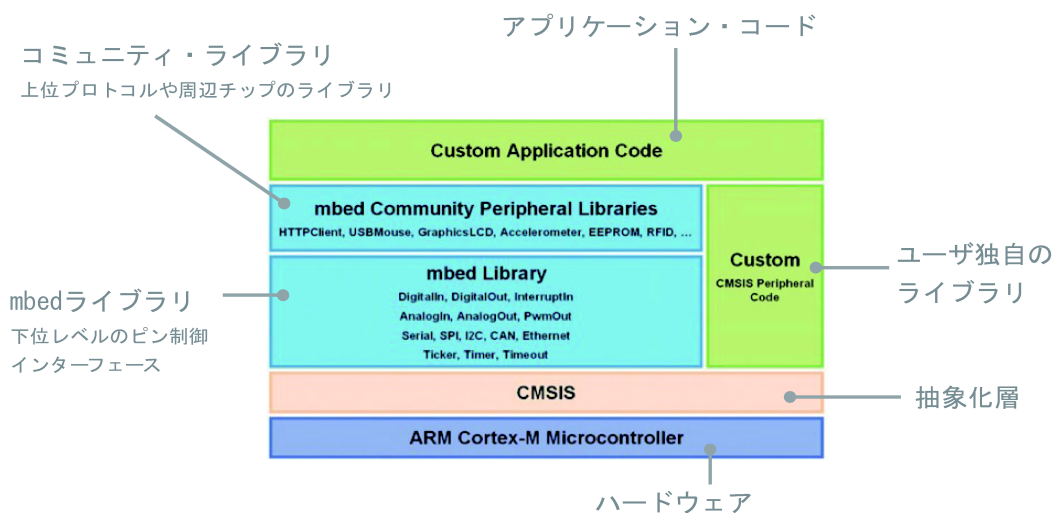 アプリケーション・コード
コミュニティ・ライブラリ
上位プロトコルや周辺チップのライブラリ
Custom Application Code
mbed Community Peripheral Libraries
HTTPClient, USBMouse, GraphicsLCD, Accelerometer, EEPROM, RFID, ...
mbed Library
DigitalIn, DigitalOut, InterruptIn
AnalogIn, AnalogOut, PwmOut
Serial, SPI, I2C, CAN, Ethernet
Ticker, Timer, Timeout
Custom
CMSIS Peripheral
Code
ユーザ独自の
ライブラリ
mbedライブラリ
下位レベルのピン制御
インターフェース
CMSIS
抽象化層
ARM Cortex-M Microcontroller
ハードウェア